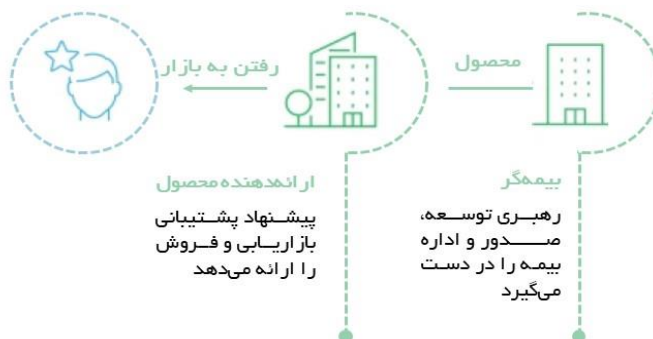 محصول
رفتن به بازار
بیمه‌گر
رهبری توسعه،
صدور و اداره
بیمه را در دست
می‌گیرد
ارائه‌دهنده محصول
پیشنهاد پشتیبانی
بازاریابی و فروش
را ارائه می‌دهد